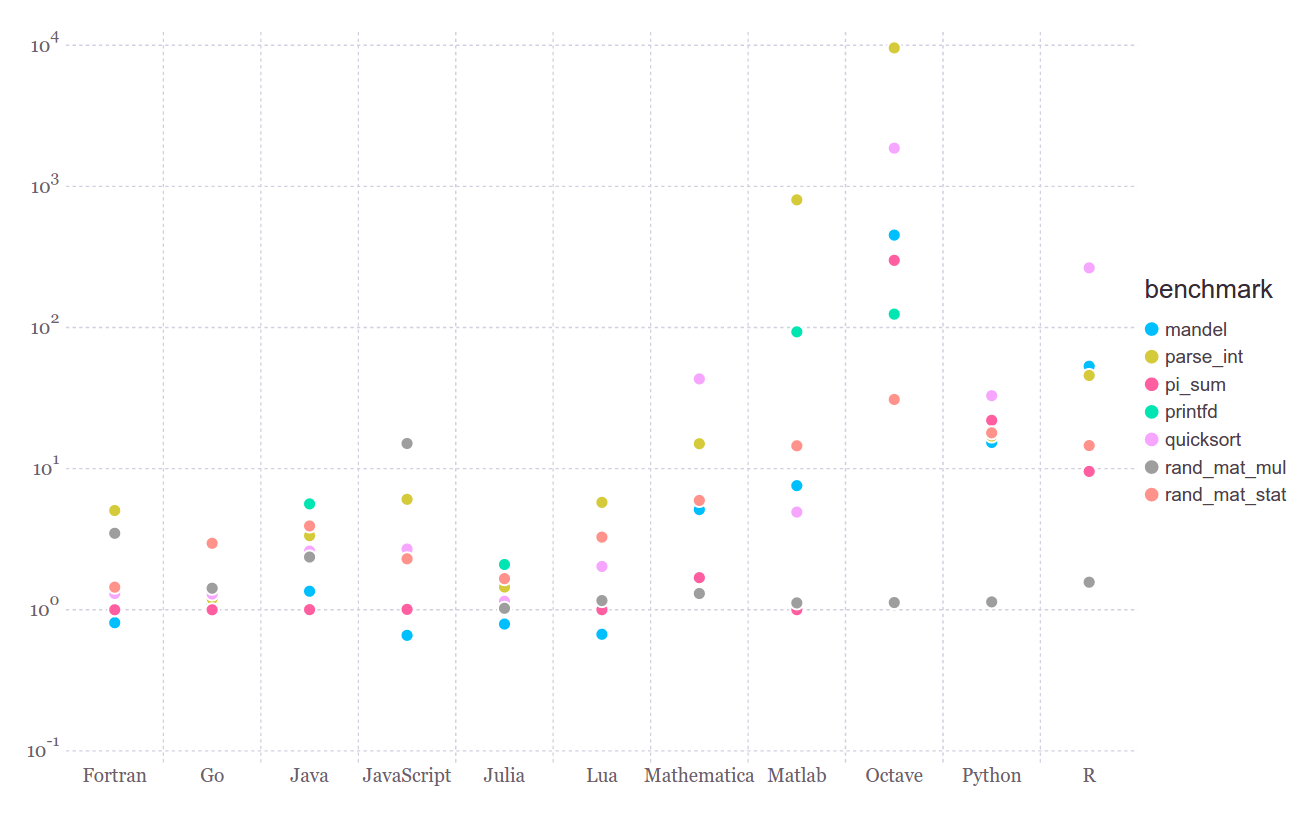 10^4
10^3
10^2
10^1
10^0
10^-1
Fortran Go Java JavaScript Julia Lua Mathematica Matlab Octave Python R
benchmark
mandel
parse_int
pi_sum
printfd
quicksort
rand_mat_mul
rand_mat_stat